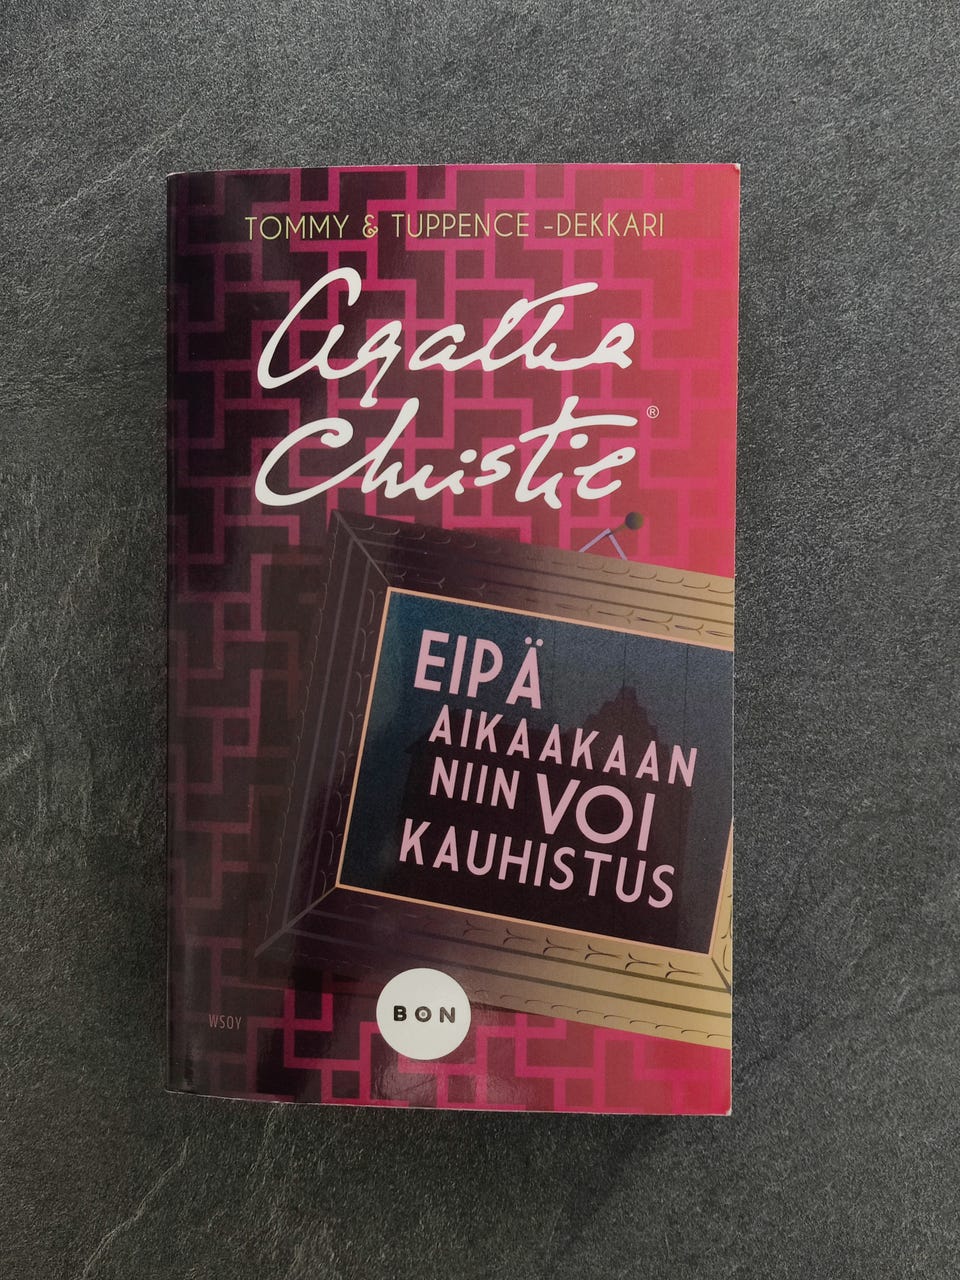 TOMMY & TUPPENCE -DEKKARI
Agatha
Christie®
EIPÄ
AIKAAKAAN
NIIN VOI
KAUHISTUS
BON
WSOY